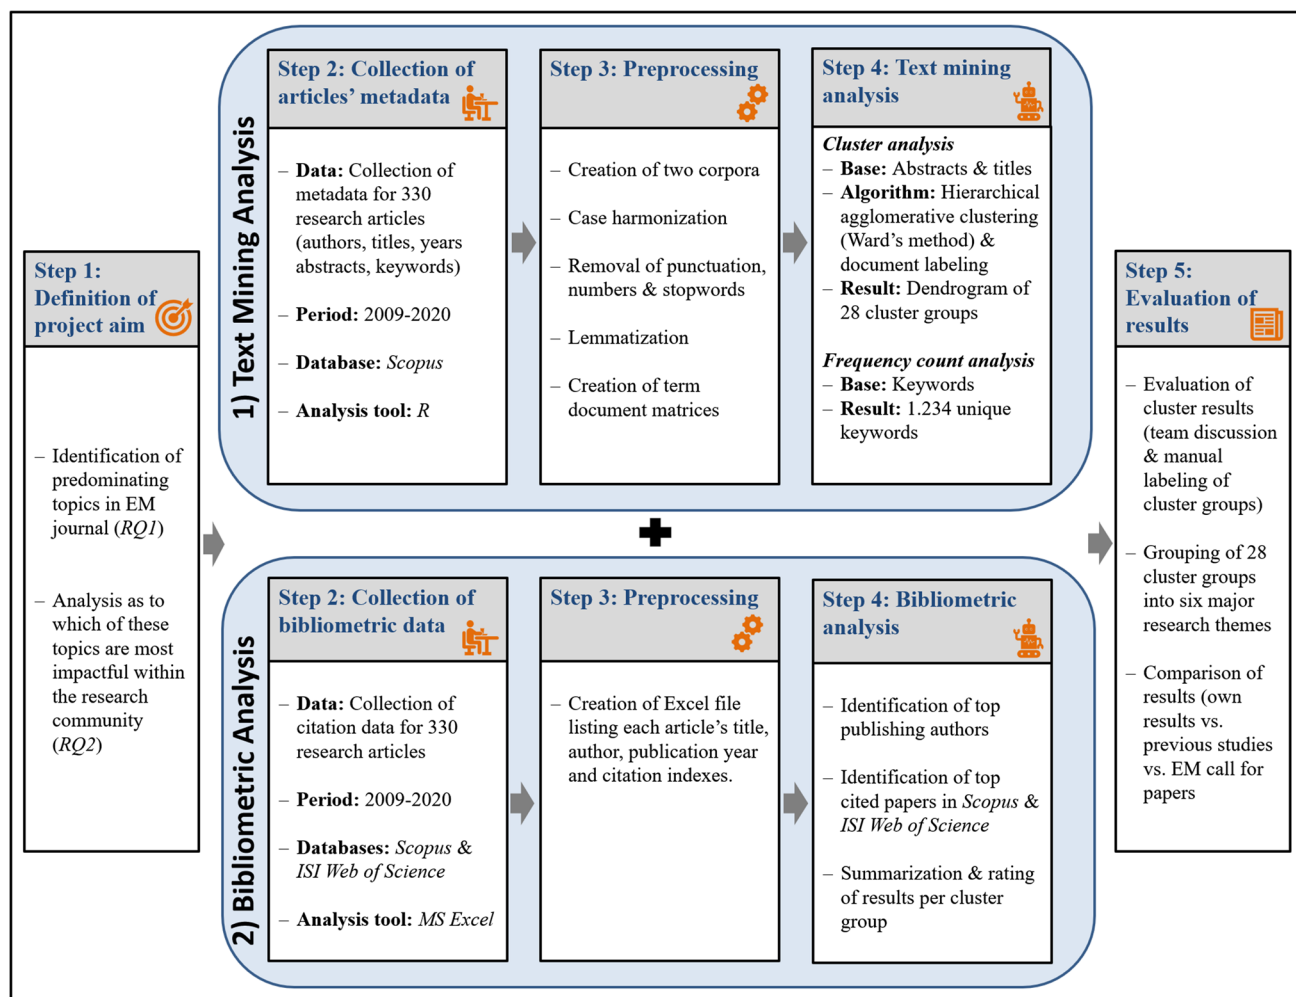 Step 1:
Definition of
project aim
– Identification of
predominating
topics in EM
journal (RQ1)
– Analysis as to
which of these
topics are most
impactful within
the research
community
(RQ2)
1) Text Mining Analysis
Step 2: Collection of
articles’ metadata
– Data: Collection of
metadata for 330
research articles
(authors, titles, years
abstracts, keywords)
– Period: 2009-2020
– Database: Scopus
– Analysis tool: R
Step 3: Preprocessing
– Creation of two corpora
– Case harmonization
– Removal of punctuation,
numbers & stopwords
– Lemmatization
– Creation of term
document matrices
Step 4: Text mining
analysis
Cluster analysis
– Base: Abstracts & titles
– Algorithm: Hierarchical
agglomerative clustering
(Ward’s method) &
document labeling
– Result: Dendrogram of
28 cluster groups
Frequency count analysis
– Base: Keywords
– Result: 1.234 unique
keywords
2) Bibliometric Analysis
Step 2: Collection of
bibliometric data
– Data: Collection of
citation data for 330
research articles
– Period: 2009-2020
– Databases: Scopus &
ISI Web of Science
– Analysis tool: MS Excel
Step 3: Preprocessing
– Creation of Excel file
listing each article’s title,
author, publication year
and citation indexes.
Step 4: Bibliometric
analysis
– Identification of top
publishing authors
– Identification of top
cited papers in Scopus &
ISI Web of Science
– Summarization & rating
of results per cluster
group
Step 5:
Evaluation of
results
– Evaluation of
cluster results
(team discussion
& manual
labeling of
cluster groups)
– Grouping of 28
cluster groups
into six major
research themes
– Comparison of
results (own
results vs.
previous studies
vs. EM call for
papers